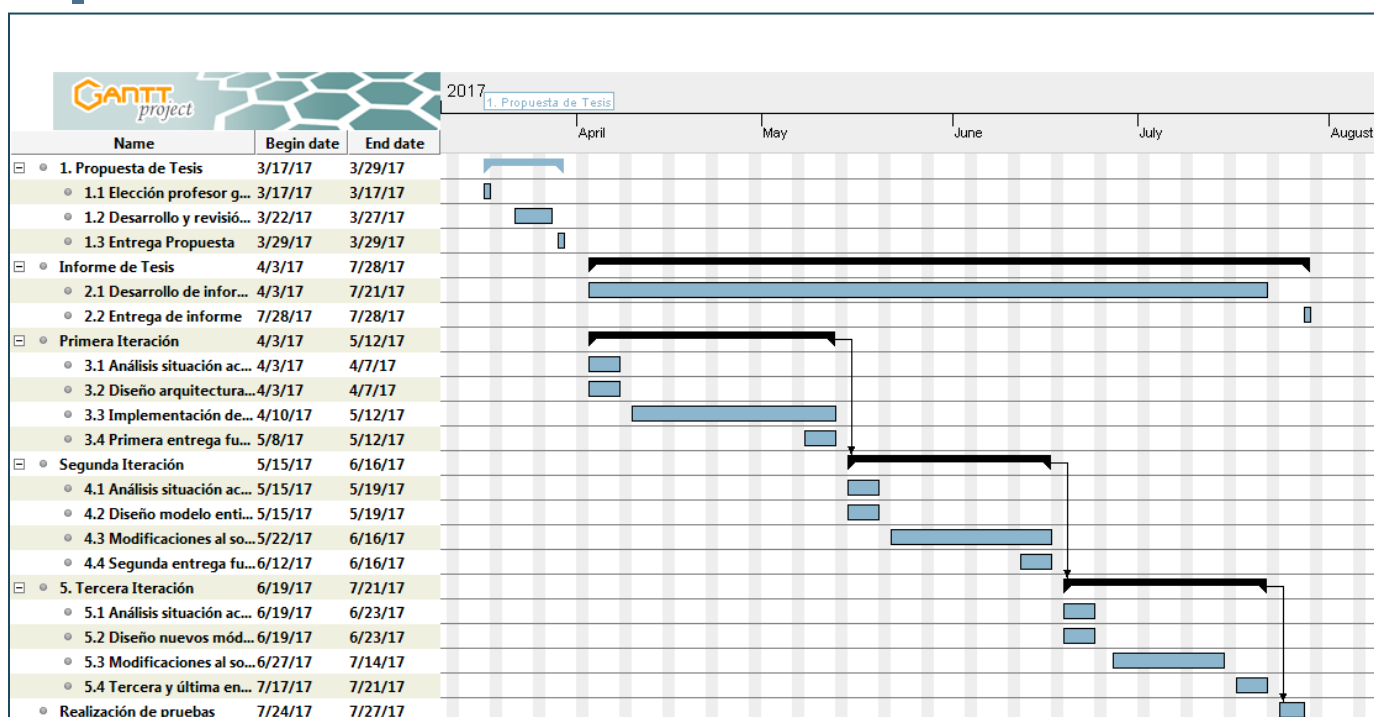 GANTT
project
2017
1. Propuesta de Tesis
April May June July August
Name Begin date End date
1. Propuesta de Tesis 3/17/17 3/29/17
1.1 Elección profesor g... 3/17/17 3/17/17
1.2 Desarrollo y revisió... 3/22/17 3/27/17
1.3 Entrega Propuesta 3/29/17 3/29/17
Informe de Tesis 4/3/17 7/28/17
2.1 Desarrollo de infor... 4/3/17 7/21/17
2.2 Entrega de informe 7/28/17 7/28/17
Primera Iteración 4/3/17 5/12/17
3.1 Análisis situación ac... 4/3/17 4/7/17
3.2 Diseño arquitectura... 4/3/17 4/7/17
3.3 Implementación de... 4/10/17 5/12/17
3.4 Primera entrega fu... 5/8/17 5/12/17
Segunda Iteración 5/15/17 6/16/17
4.1 Análisis situación ac... 5/15/17 5/19/17
4.2 Diseño modelo enti... 5/15/17 5/19/17
4.3 Modificaciones al so... 5/22/17 6/16/17
4.4 Segunda entrega fu... 6/12/17 6/16/17
5. Tercera Iteración 6/19/17 7/21/17
5.1 Análisis situación ac... 6/19/17 6/23/17
5.2 Diseño nuevos mód... 6/19/17 6/23/17
5.3 Modificaciones al so... 6/27/17 7/14/17
5.4 Tercera y última en... 7/17/17 7/21/17
Realización de pruebas 7/24/17 7/27/17